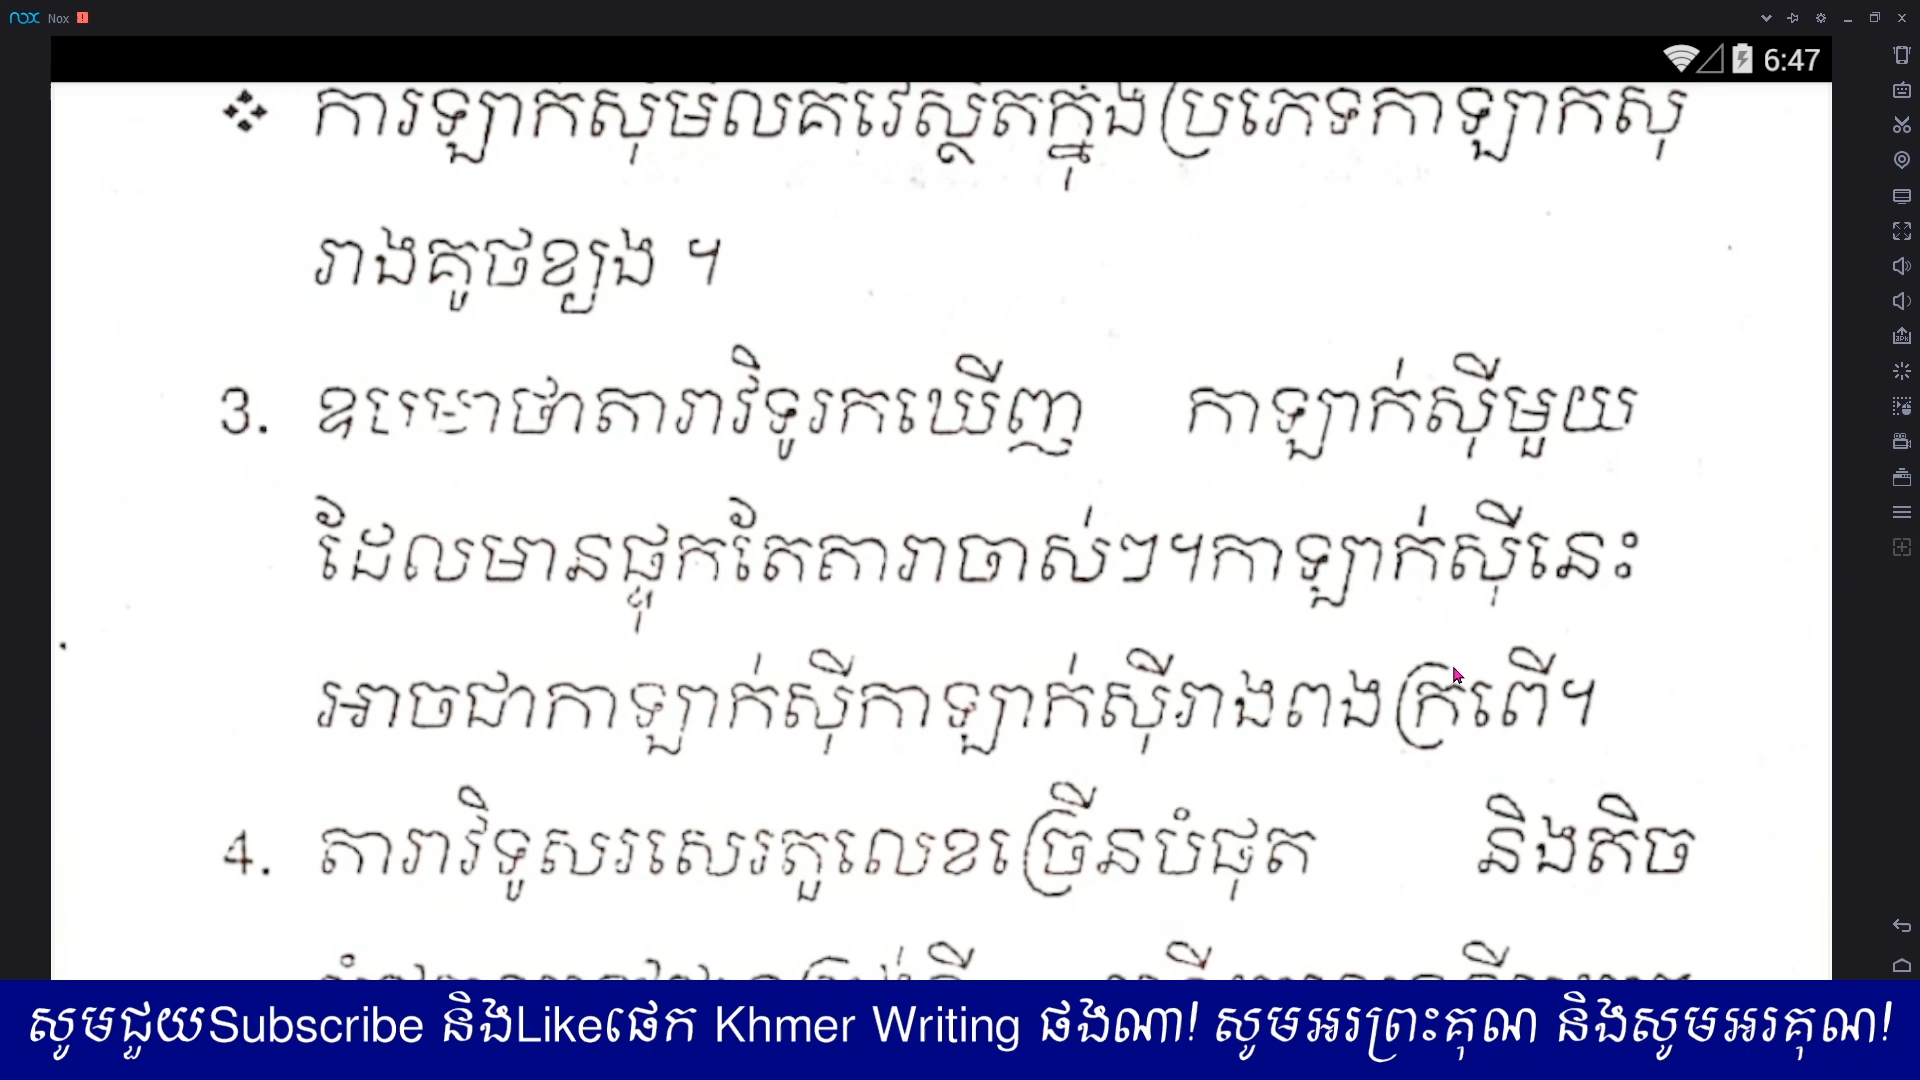 Nox
6:47
❖ ការឡាក់ស៊ីមីលគីវេស្ថិតក្នុងប្រភេទកាឡាក់ស៊ី
រាងគូថខ្យង ។
3. ឧបមាថាតារាវិទូរកឃើញ កាឡាក់ស៊ីមួយ
ដែលមានផ្ទុកតែតារាចាស់ៗ។កាឡាក់ស៊ីនេះ
អាចជាកាឡាក់ស៊ីកាឡាក់ស៊ីរាងពងក្រពើ។
4. តារាវិទូសរសេរតួលេខច្រើនបំផុត និងតិច
សូមជួយSubscribe និងLikeផេក Khmer Writing ផងណា! សូមអរព្រះគុណ និងសូមអរគុណ!